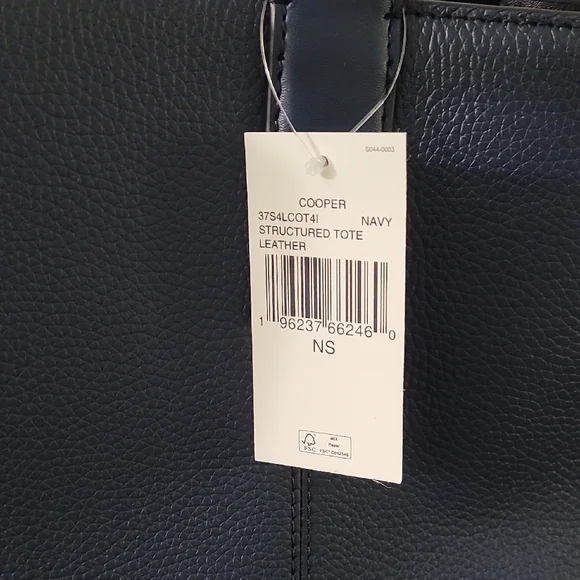 S044-0003
COOPER
37S4LCOT4I NAVY
STRUCTURED TOTE
LEATHER
1 96237 66246 0
NS
MIX
Paper
FSC